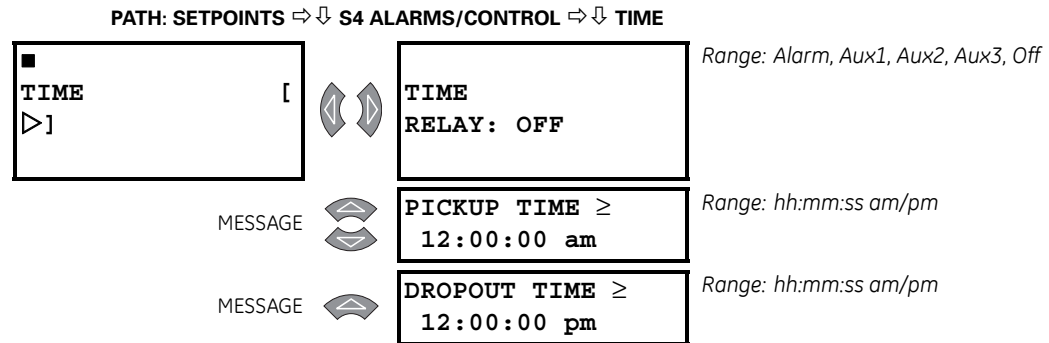 PATH: SETPOINTS ⇨⇩ S4 ALARMS/CONTROL ⇨⇩ TIME
■
TIME [
▷]
TIME
RELAY: OFF
Range: Alarm, Aux1, Aux2, Aux3, Off
MESSAGE
PICKUP TIME ≥
12:00:00 am
Range: hh:mm:ss am/pm
MESSAGE
DROPOUT TIME ≥
12:00:00 pm
Range: hh:mm:ss am/pm